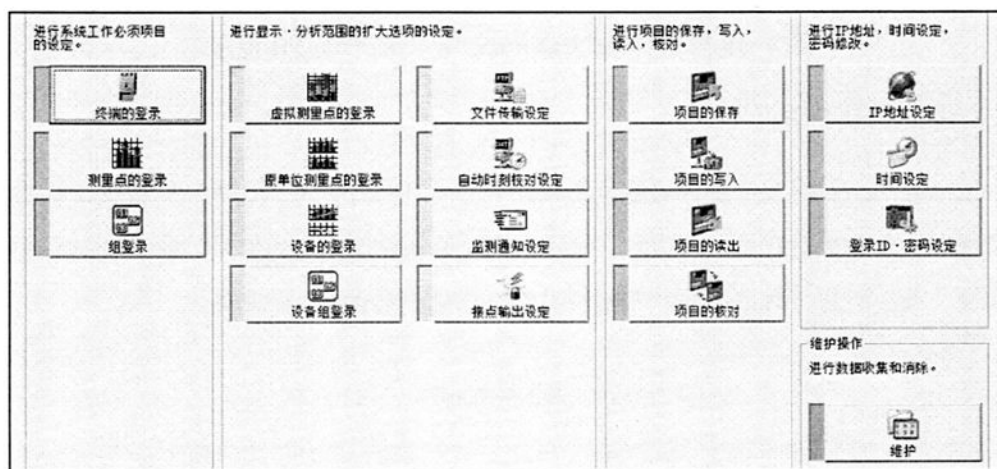 进行系统工作必须项目
的设定。
终端的登录
测量点的登录
组登录
进行显示·分析范围的扩大选项的设定。
虚拟测量点的登录
文件传输设定
原单位测量点的登录
自动时刻核对设定
设备的登录
监测通知设定
设备组登录
接点输出设定
进行项目的保存，写入，
读入，核对。
项目的保存
项目的写入
项目的读出
项目的核对
进行IP地址，时间设定，
密码修改。
IP地址设定
时间设定
登录ID·密码设定
维护操作
进行数据收集和消除。
维护